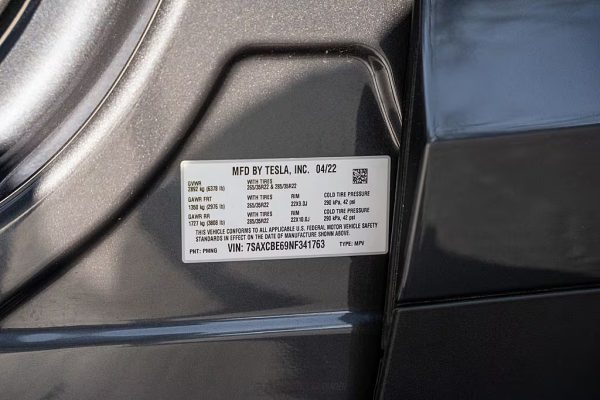 MFD BY TESLA, INC. 04/22
GVWR WITH TIRES
2892 kg (6378 lb) 265/35R22 & 285/35R22
GAWR FRT WITH TIRES RIM COLD TIRE PRESSURE
1350 kg (2976 lb) 265/35R22 22X9.0J 290 kPa, 42 psi
GAWR RR WITH TIRES RIM COLD TIRE PRESSURE
1727 kg (3808 lb) 285/35R22 22X10.0J 290 kPa, 42 psi
THIS VEHICLE CONFORMS TO ALL APPLICABLE U.S. FEDERAL MOTOR VEHICLE SAFETY
STANDARDS IN EFFECT ON THE DATE OF MANUFACTURE SHOWN ABOVE.
PNT: PMNG VIN: 7SAXCBE69NF341763 TYPE: MPV